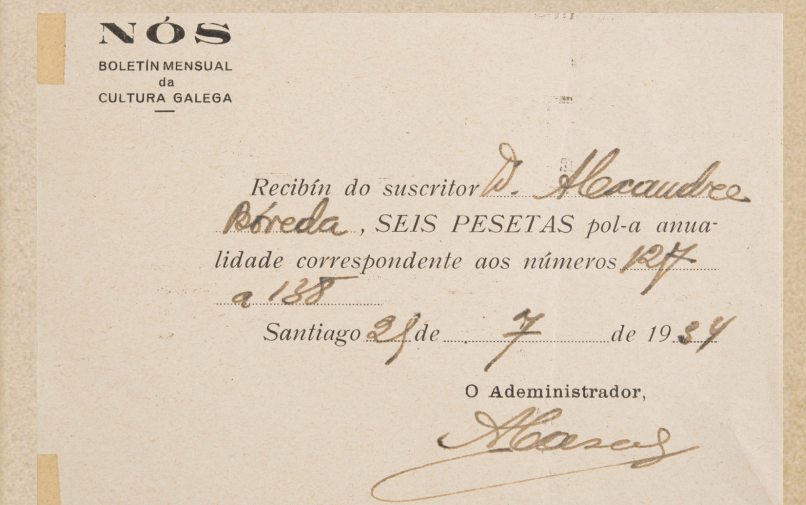 NÓS
BOLETÍN MENSUAL
da
CULTURA GALEGA
Recibín do suscritor D. Alexandre
Bóveda, SEIS PESETAS pol-a anua-
lidade correspondente aos números 127
a 138
Santiago de 7 de 1934
O Adeministrador,